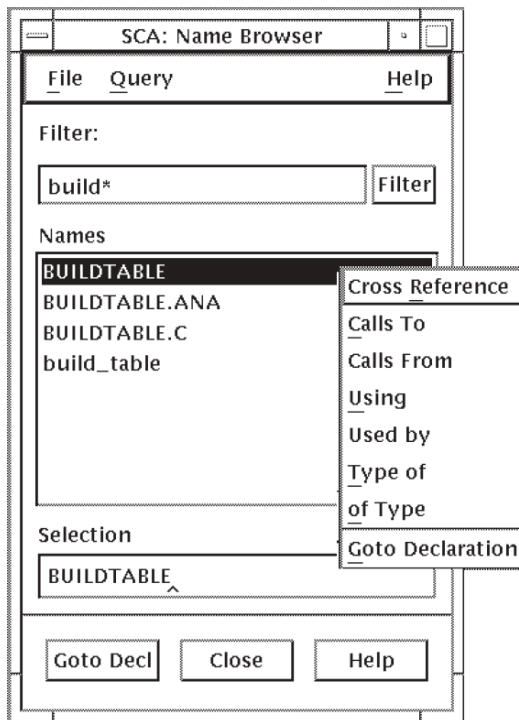 SCA: Name Browser
File Query Help
Filter:
build* Filter
Names
BUILDTABLE
BUILDTABLE.ANA
BUILDTABLE.C
build_table
Cross Reference
Calls To
Calls From
Using
Used by
Type of
of Type
Goto Declaration
Selection
BUILDTABLE
Goto Decl Close Help